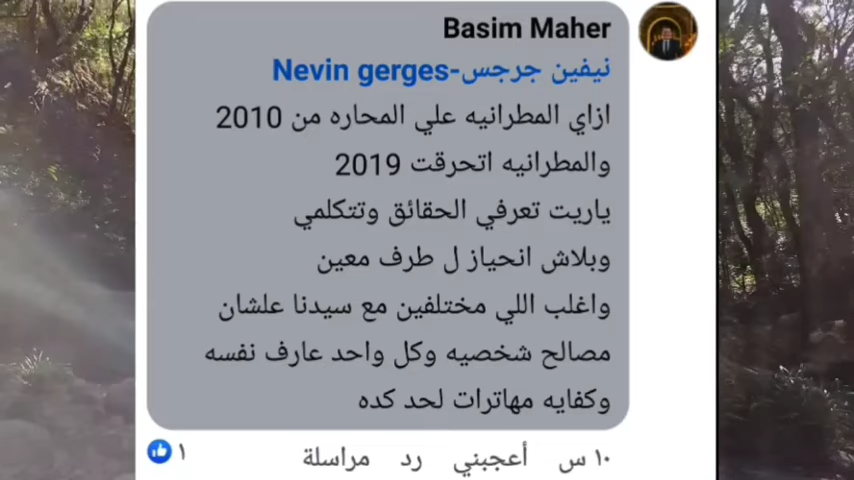 Basim Maher
نيفين جرجس-Nevin gerges
ازاي المطرانيه علي المحاره من 2010
والمطرانيه اتحرقت 2019
ياريت تعرفي الحقائق وتتكلمي
وبلاش انحياز ل طرف معين
واغلب اللي مختلفين مع سيدنا علشان
مصالح شخصيه وكل واحد عارف نفسه
وكفايه مهاترات لحد كده
١٠ س أعجبني رد مراسلة ١